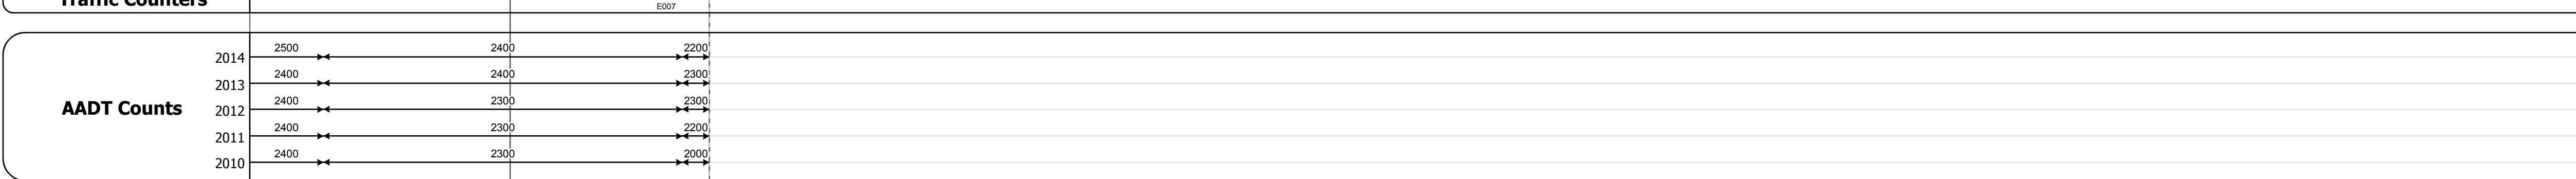 Traffic Counters
E007
2014 2500 2400 2200
2013 2400 2400 2300
AADT Counts
2012 2400 2300 2300
2011 2400 2300 2200
2010 2400 2300 2000